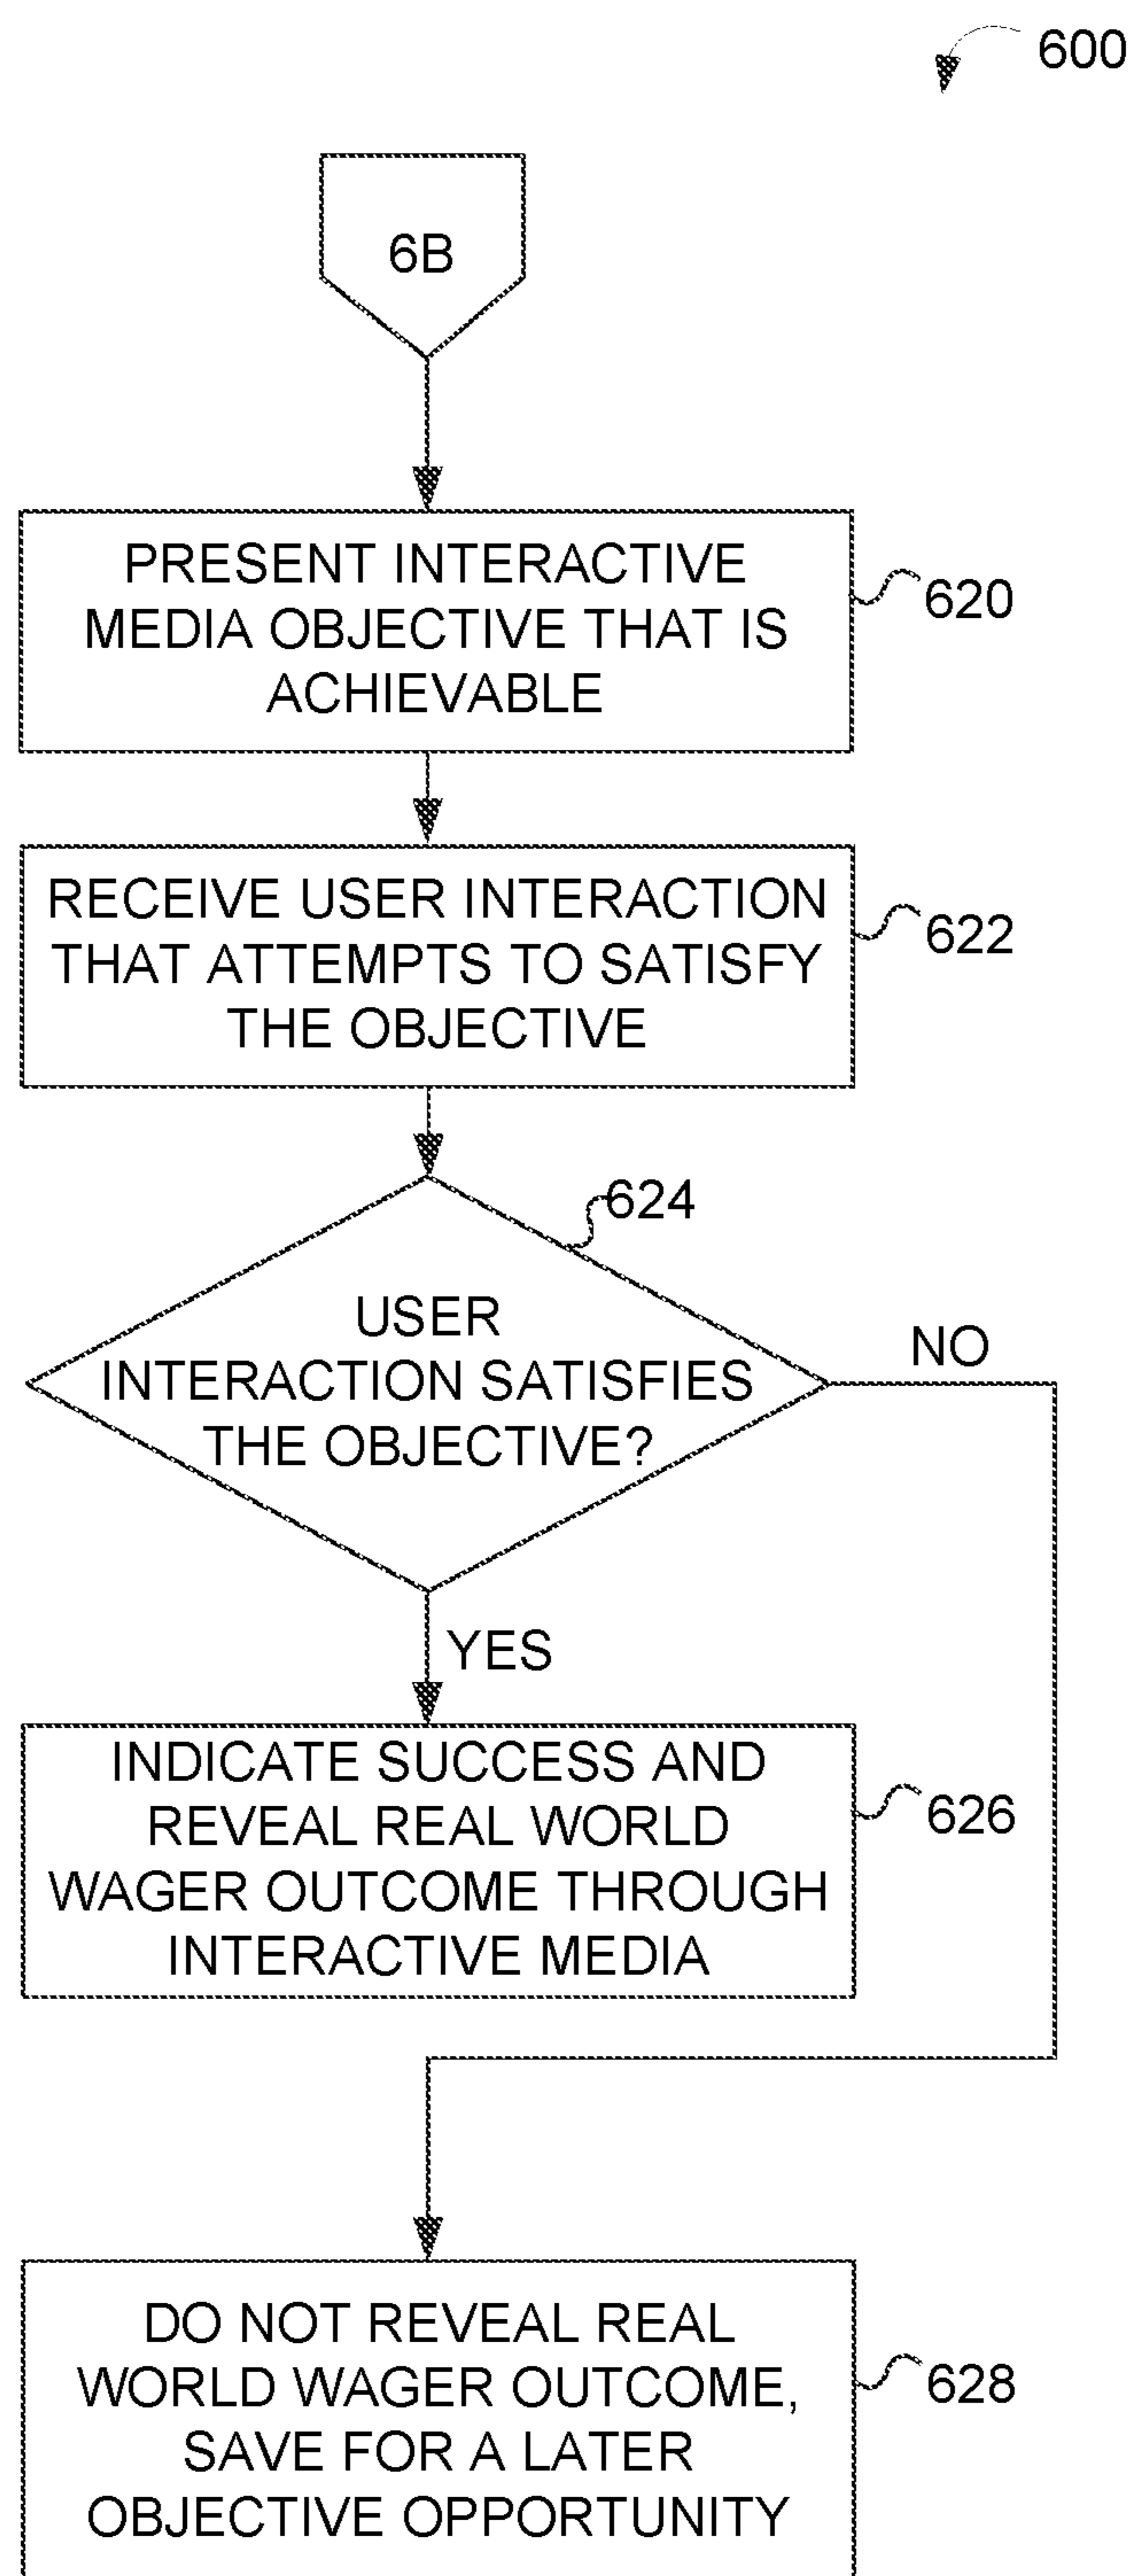 600
6B
PRESENT INTERACTIVE
MEDIA OBJECTIVE THAT IS
ACHIEVABLE
620
RECEIVE USER INTERACTION
THAT ATTEMPTS TO SATISFY
THE OBJECTIVE
622
624
USER
INTERACTION SATISFIES
THE OBJECTIVE?
NO
YES
INDICATE SUCCESS AND
REVEAL REAL WORLD
WAGER OUTCOME THROUGH
INTERACTIVE MEDIA
626
DO NOT REVEAL REAL
WORLD WAGER OUTCOME,
SAVE FOR A LATER
OBJECTIVE OPPORTUNITY
628